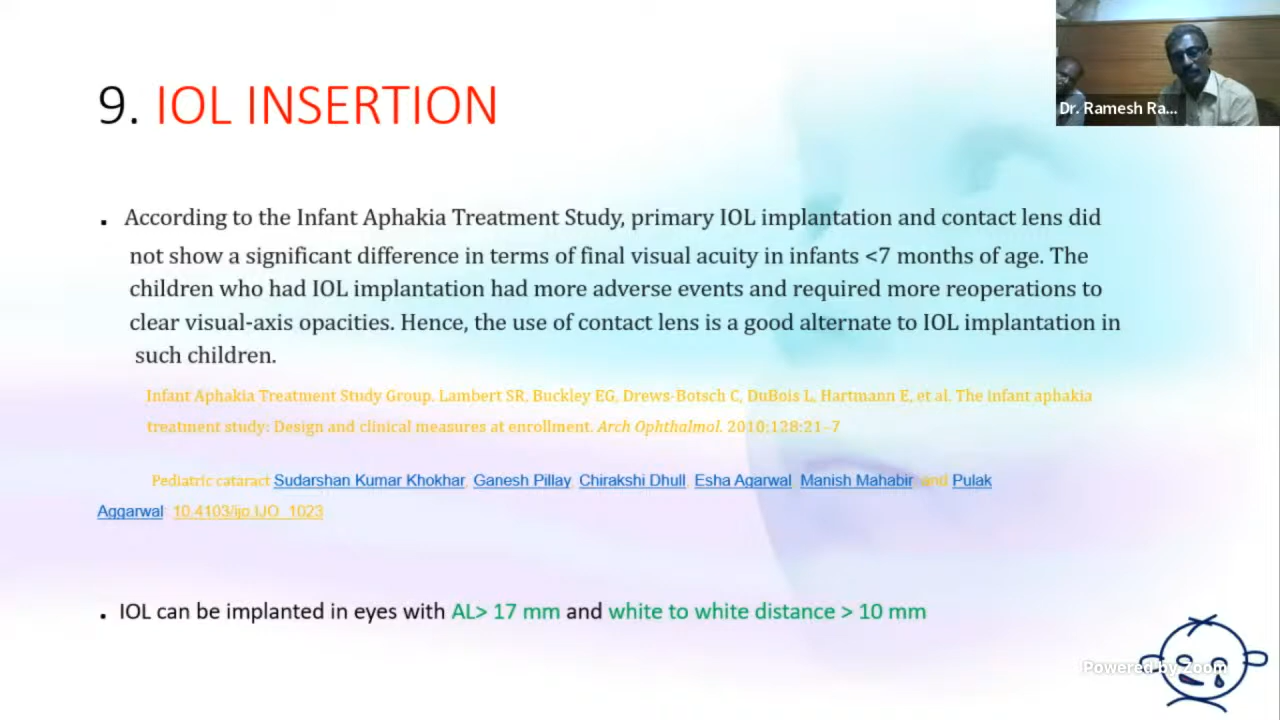 Dr. Ramesh Ra...
9. IOL INSERTION
. According to the Infant Aphakia Treatment Study, primary IOL implantation and contact lens did
not show a significant difference in terms of final visual acuity in infants <7 months of age. The
children who had IOL implantation had more adverse events and required more reoperations to
clear visual-axis opacities. Hence, the use of contact lens is a good alternate to IOL implantation in
such children.
Infant Aphakia Treatment Study Group. Lambert SR, Buckley EG, Drews-Botsch C, DuBois L, Hartmann E, et al. The infant aphakia
treatment study: Design and clinical measures at enrollment. Arch Ophthalmol. 2010;128:21–7
Pediatric cataract Sudarshan Kumar Khokhar, Ganesh Pillay, Chirakshi Dhull, Esha Agarwal, Manish Mahabir, and Pulak
Aggarwal 10.4103/ijo.IJO_1023
. IOL can be implanted in eyes with AL> 17 mm and white to white distance > 10 mm
Powered by Zoom